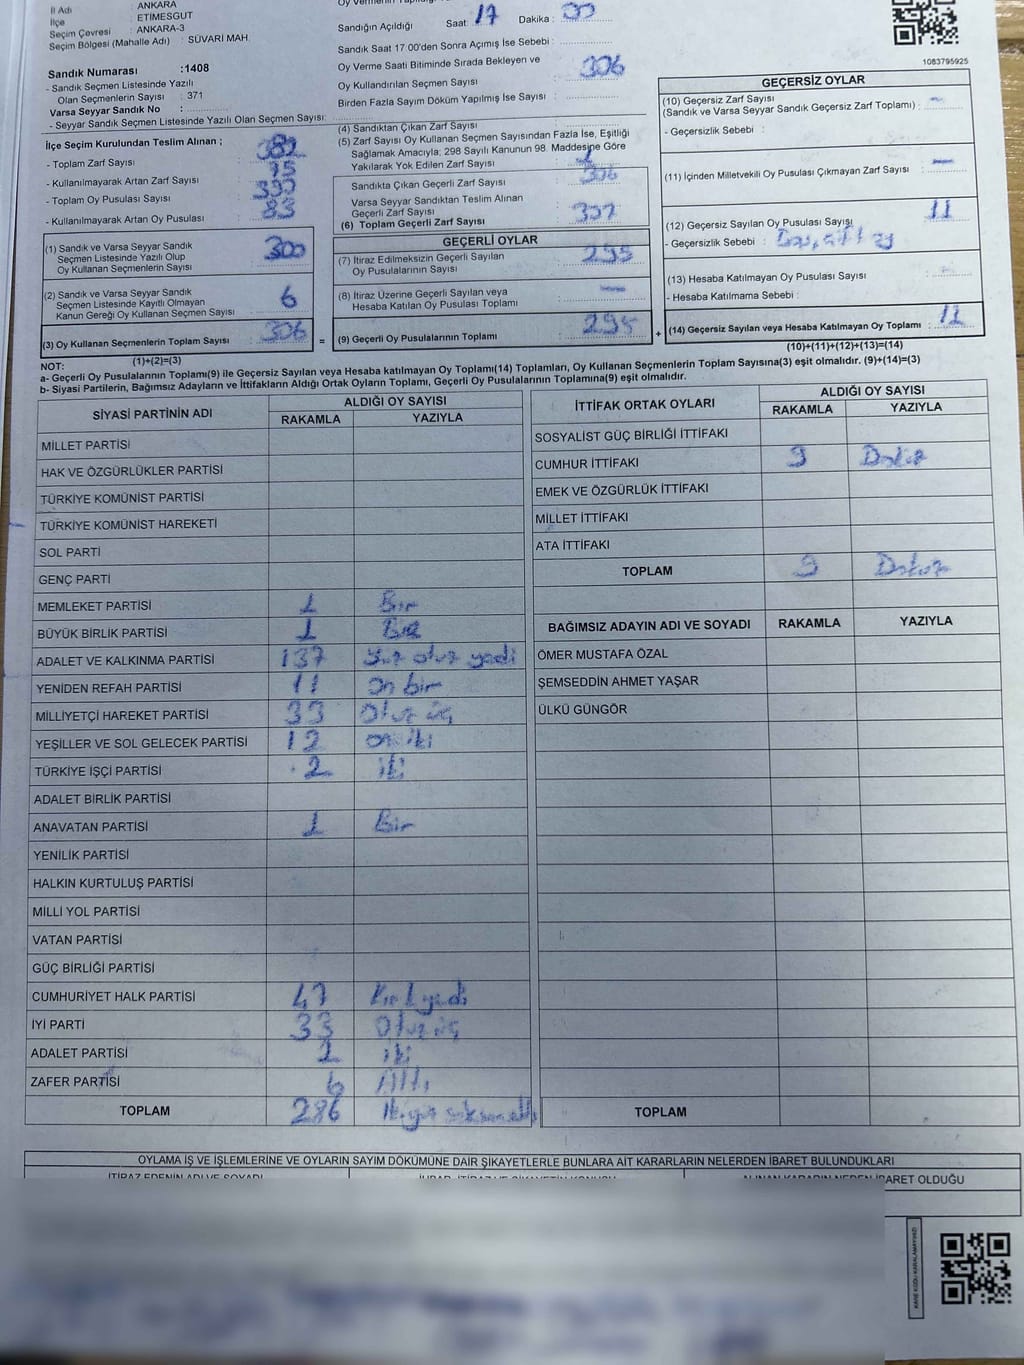 İl Adı : ANKARA
İlçe : ETİMESGUT
Seçim Çevresi : ANKARA-3
Seçim Bölgesi (Mahalle Adı) : SÜVARİ MAH.
Sandık Numarası :1408
- Sandık Seçmen Listesinde Yazılı
Olan Seçmenlerin Sayısı : 371
Varsa Seyyar Sandık No :
- Seyyar Sandık Seçmen Listesinde Yazılı Olan Seçmen Sayısı:
İlçe Seçim Kurulundan Teslim Alınan ;
- Toplam Zarf Sayısı : 382
- Kullanılmayarak Artan Zarf Sayısı : 75
- Toplam Oy Pusulası Sayısı : 390
- Kullanılmayarak Artan Oy Pusulası : 83
(1) Sandık ve Varsa Seyyar Sandık
Seçmen Listesinde Yazılı Olup
Oy Kullanan Seçmenlerin Sayısı : 300
(2) Sandık ve Varsa Seyyar Sandık
Seçmen Listesinde Kayıtlı Olmayan
Kanun Gereği Oy Kullanan Seçmen Sayısı : 6
(3) Oy Kullanan Seçmenlerin Toplam Sayısı : 306
(1)+(2)=(3)
Sandığın Açıldığı Saat: 17 Dakika : 00
Sandık Saat 17.00'den Sonra Açımış İse Sebebi :
Oy Verme Saati Bitiminde Sırada Bekleyen ve
Oy Kullandırılan Seçmen Sayısı : 306
Birden Fazla Sayım Döküm Yapılmış İse Sayısı :
(4) Sandıktan Çıkan Zarf Sayısı :
(5) Zarf Sayısı Oy Kullanan Seçmen Sayısından Fazla İse, Eşitliği
Sağlamak Amacıyla; 298 Sayılı Kanunun 98. Maddesine Göre
Yakılarak Yok Edilen Zarf Sayısı : 1
Sandıkta Çıkan Geçerli Zarf Sayısı : 306
Varsa Seyyar Sandıktan Teslim Alınan
Geçerli Zarf Sayısı
(6) Toplam Geçerli Zarf Sayısı : 307
GEÇERLİ OYLAR
(7) İtiraz Edilmeksizin Geçerli Sayılan
Oy Pusulalarının Sayısı : 295
(8) İtiraz Üzerine Geçerli Sayılan veya
Hesaba Katılan Oy Pusulası Toplamı : -
= (9) Geçerli Oy Pusulalarının Toplamı : 295 +
1083795925
GEÇERSİZ OYLAR
(10) Geçersiz Zarf Sayısı
(Sandık ve Varsa Seyyar Sandık Geçersiz Zarf Toplamı) : -
- Geçersizlik Sebebi :
(11) İçinden Milletvekili Oy Pusulası Çıkmayan Zarf Sayısı : -
(12) Geçersiz Sayılan Oy Pusulası Sayısı : 11
- Geçersizlik Sebebi :
(13) Hesaba Katılmayan Oy Pusulası Sayısı : -
- Hesaba Katılmama Sebebi :
(14) Geçersiz Sayılan veya Hesaba Katılmayan Oy Toplamı : 11
(10)+(11)+(12)+(13)=(14)
NOT:
a- Geçerli Oy Pusulalarının Toplamı(9) ile Geçersiz Sayılan veya Hesaba katılmayan Oy Toplamı(14) Toplamları, Oy Kullanan Seçmenlerin Toplam Sayısına(3) eşit olmalıdır. (9)+(14)=(3)
b- Siyasi Partilerin, Bağımsız Adayların ve İttifakların Aldığı Ortak Oyların Toplamı, Geçerli Oy Pusulalarının Toplamına(9) eşit olmalıdır.
SİYASİ PARTİNİN ADI ALDIĞI OY SAYISI
RAKAMLA YAZIYLA
MİLLET PARTİSİ
HAK VE ÖZGÜRLÜKLER PARTİSİ
TÜRKİYE KOMÜNİST PARTİSİ
TÜRKİYE KOMÜNİST HAREKETİ
SOL PARTİ
GENÇ PARTİ
MEMLEKET PARTİSİ 1 Bir
BÜYÜK BİRLİK PARTİSİ 1 Bir
ADALET VE KALKINMA PARTİSİ 137 Yüz otuz yedi
YENİDEN REFAH PARTİSİ 11 On bir
MİLLİYETÇİ HAREKET PARTİSİ 33 Otuz üç
YEŞİLLER VE SOL GELECEK PARTİSİ 12 on iki
TÜRKİYE İŞÇİ PARTİSİ 2 iki
ADALET BİRLİK PARTİSİ
ANAVATAN PARTİSİ 1 Bir
YENİLİK PARTİSİ
HALKIN KURTULUŞ PARTİSİ
MİLLİ YOL PARTİSİ
VATAN PARTİSİ
GÜÇ BİRLİĞİ PARTİSİ
CUMHURİYET HALK PARTİSİ 47 Kırk yedi
İYİ PARTİ 33 Otuz üç
ADALET PARTİSİ 2 iki
ZAFER PARTİSİ 6 Altı
TOPLAM 286 İkiyüz seksen altı
İTTİFAK ORTAK OYLARI ALDIĞI OY SAYISI
RAKAMLA YAZIYLA
SOSYALİST GÜÇ BİRLİĞİ İTTİFAKI
CUMHUR İTTİFAKI 9 Dokuz
EMEK VE ÖZGÜRLÜK İTTİFAKI
MİLLET İTTİFAKI
ATA İTTİFAKI
TOPLAM 9 Dokuz
BAĞIMSIZ ADAYIN ADI VE SOYADI RAKAMLA YAZIYLA
ÖMER MUSTAFA ÖZAL
ŞEMSEDDİN AHMET YAŞAR
ÜLKÜ GÜNGÖR
TOPLAM
OYLAMA İŞ VE İŞLEMLERİNE VE OYLARIN SAYIM DÖKÜMÜNE DAİR ŞİKAYETLERLE BUNLARA AİT KARARLARIN NELERDEN İBARET BULUNDUKLARI
İTİRAZ EDENİN ADI VE SOYADI İHBAR, İTİRAZ VE ŞİKAYETİN KONUSU ALINAN KARARIN NEDEN İBARET OLDUĞU
KARE KODU KARALAMAYINIZ!